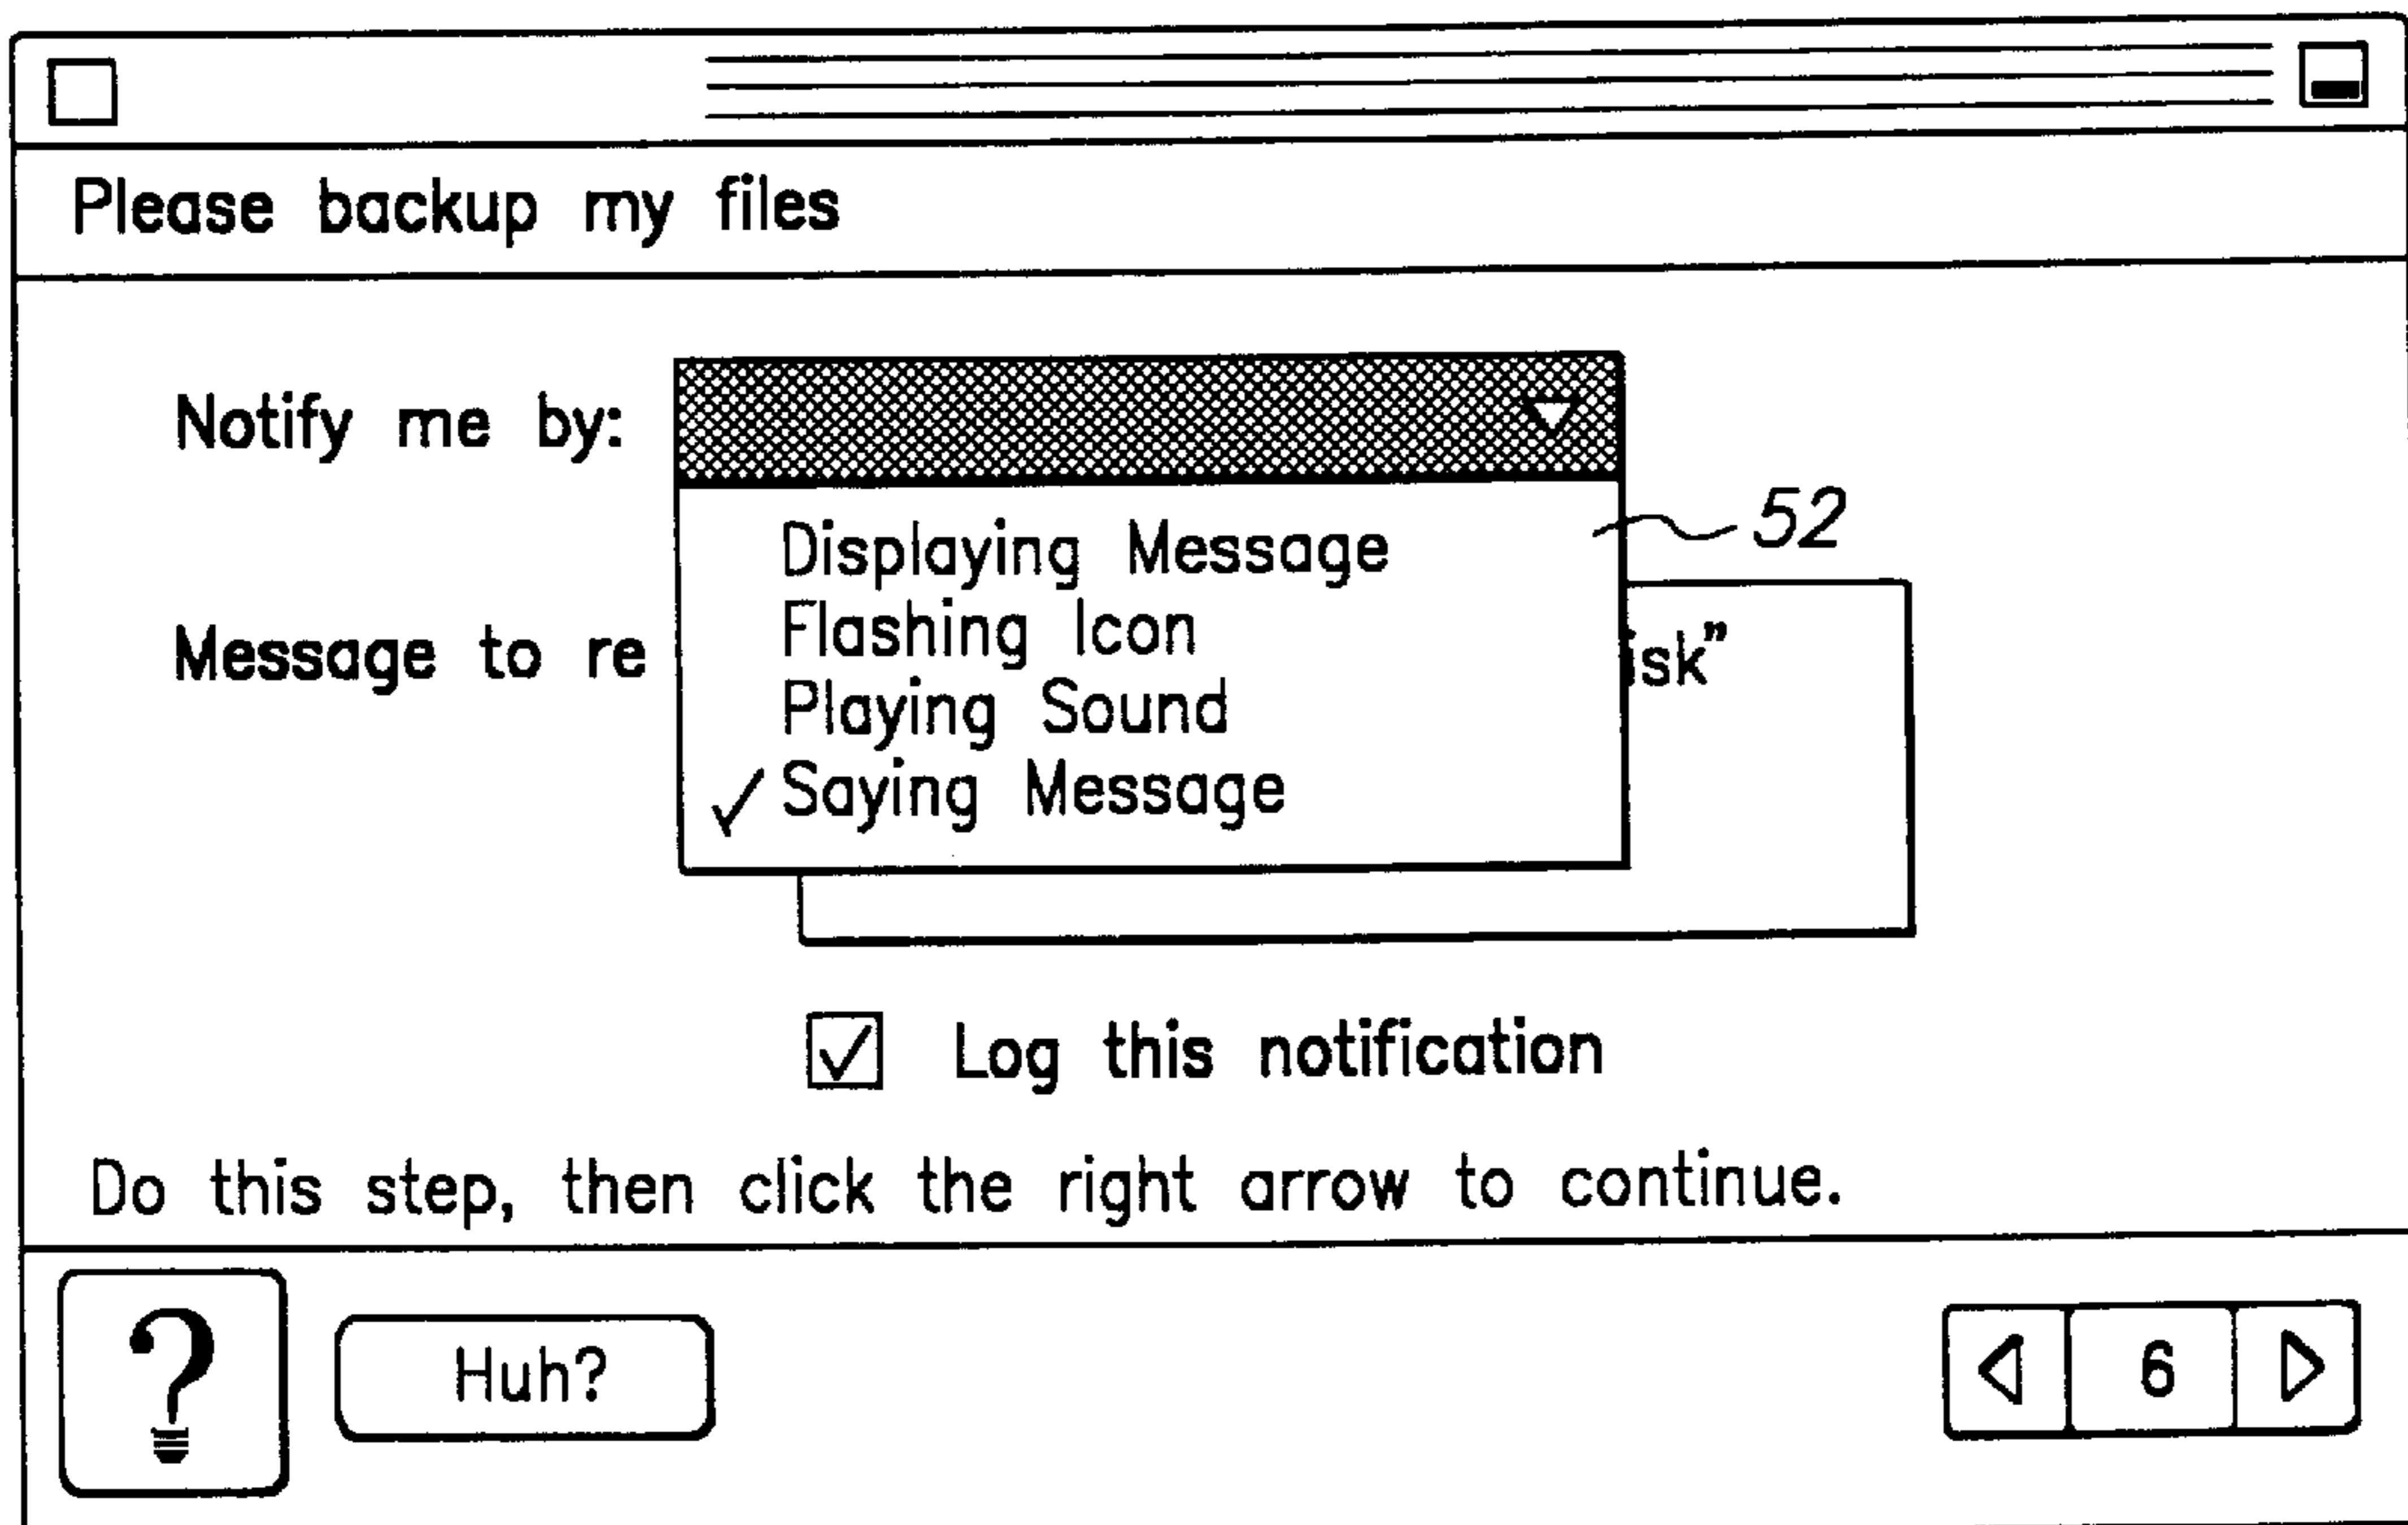 Please backup my files
Notify me by:
Displaying Message
52
Flashing Icon
Message to re
isk”
Playing Sound
Saying Message
Log this notification
Do this step, then click the right arrow to continue.
?
Huh?
6